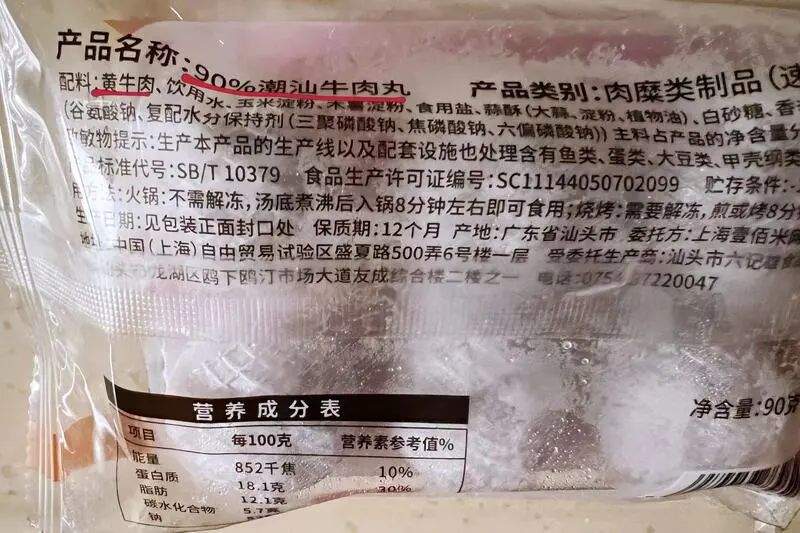 产品名称:90%潮汕牛肉丸 产品类别:肉糜类制品(速
配料:黄牛肉、饮用水、玉米淀粉、木薯淀粉、食用盐、蒜酥(大蒜、淀粉、植物油)、白砂糖、香
(谷氨酸钠、复配水分保持剂(三聚磷酸钠、焦磷酸钠、六偏磷酸钠))主料占产品的净含量
致敏物提示:生产本产品的生产线以及配套设施也处理含有鱼类、蛋类、大豆类、甲壳纲类
品标准代号:SB/T 10379 食品生产许可证编号:SC11144050702099 贮存条件:-
用方法:火锅:不需解冻,汤底煮沸后入锅8分钟左右即可食用;烧烤:需要解冻,煎或烤8分
生产日期:见包装正面封口处 保质期:12个月 产地:广东省汕头市 委托方:上海壹佰米
地址:中国(上海)自由贸易试验区盛夏路500弄6号楼一层 受委托生产商:汕头市六记
汕头市龙湖区鸥下鸥汀市场大道友成综合楼二楼之一 电话:0754-87220047
净含量:90克
营养成分表
项目 每100克 营养素参考值%
能量 852千焦 10%
蛋白质 18.1克 30%
脂肪 12.1克
碳水化合物 5.7克
钠